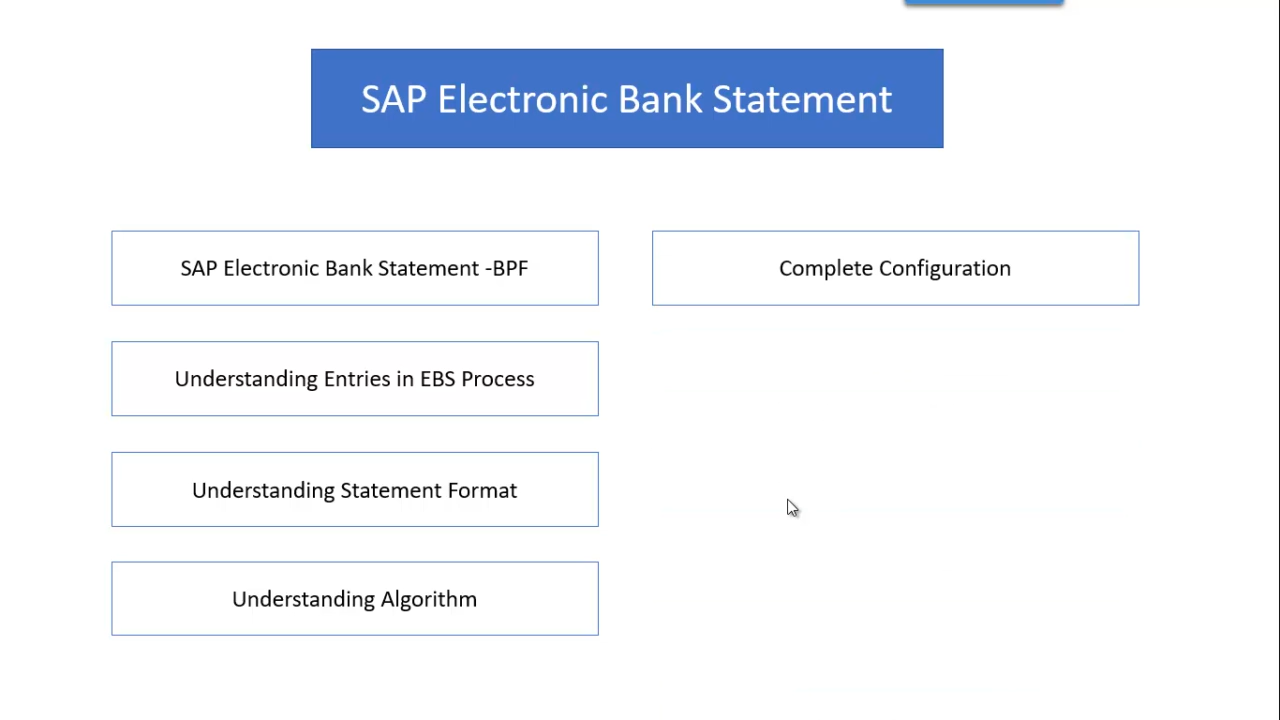 SAP Electronic Bank Statement
SAP Electronic Bank Statement -BPF
Complete Configuration
Understanding Entries in EBS Process
Understanding Statement Format
Understanding Algorithm